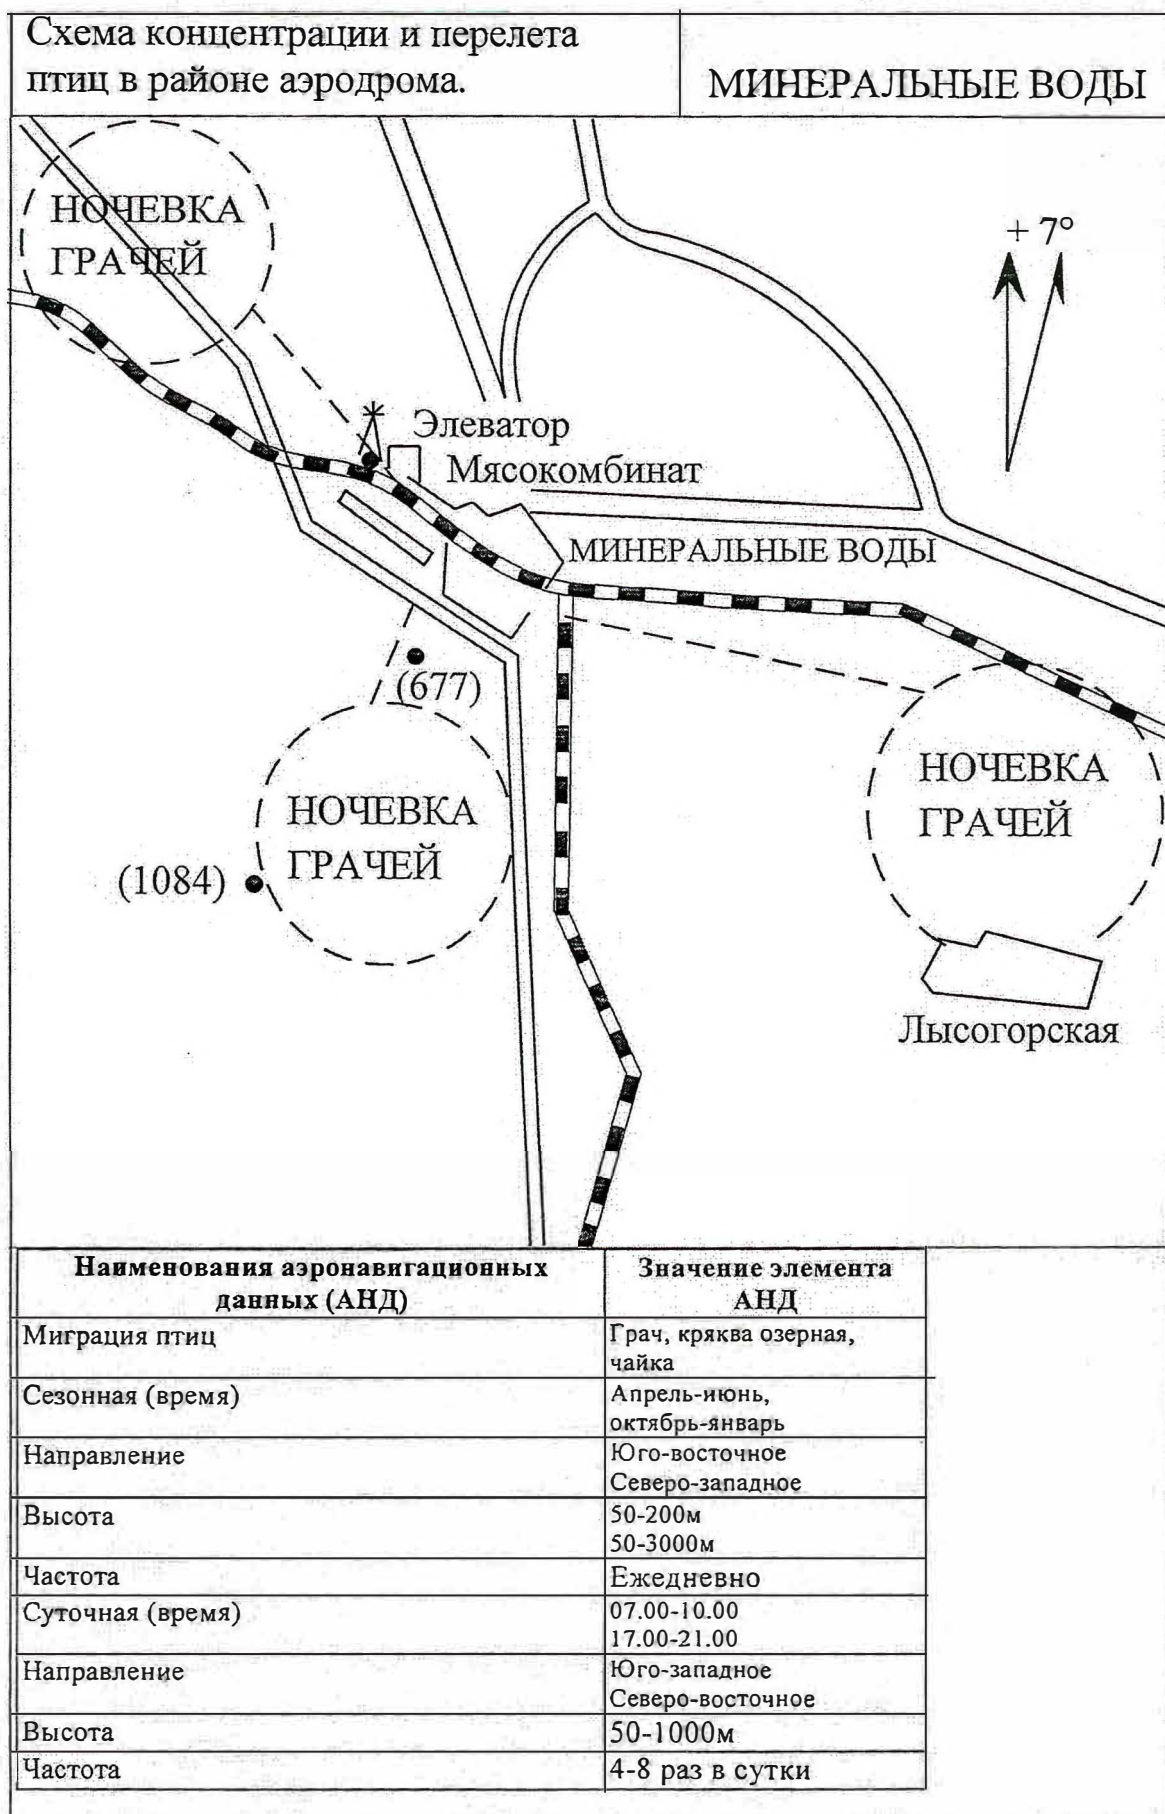 Схема концентрации и перелета
птиц в районе аэродрома.
МИНЕРАЛЬНЫЕ ВОДЫ
НОЧЕВКА
ГРАЧЕЙ
+ 7°
Элеватор
Мясокомбинат
МИНЕРАЛЬНЫЕ ВОДЫ
(677)
НОЧЕВКА
ГРАЧЕЙ
(1084)
НОЧЕВКА
ГРАЧЕЙ
Лысогорская
Наименования аэронавигационных
данных (АНД)
Значение элемента
АНД
Миграция птиц
Грач, кряква озерная,
чайка
Сезонная (время)
Апрель-июнь,
октябрь-январь
Направление
Юго-восточное
Северо-западное
Высота
50-200м
50-3000м
Частота
Ежедневно
Суточная (время)
07.00-10.00
17.00-21.00
Направление
Юго-западное
Северо-восточное
Высота
50-1000м
Частота
4-8 раз в сутки